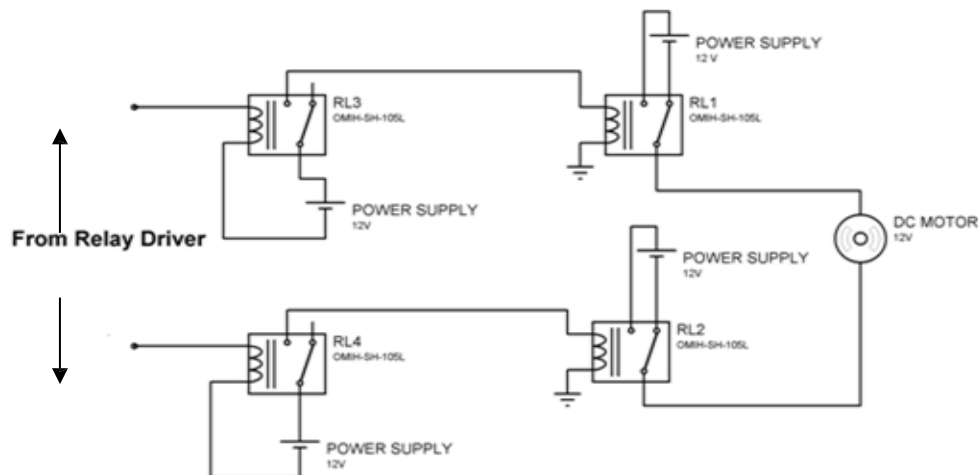 POWER SUPPLY
12 V
RL3
OMIH-SH-105L
RL1
OMIH-SH-105L
POWER SUPPLY
12V
From Relay Driver
DC MOTOR
12V
POWER SUPPLY
12V
RL4
OMIH-SH-105L
RL2
OMIH-SH-105L
POWER SUPPLY
12V